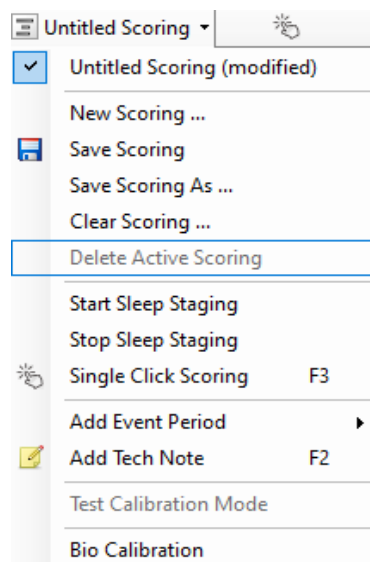 Untitled Scoring
Untitled Scoring (modified)
New Scoring ...
Save Scoring
Save Scoring As ...
Clear Scoring ...
Delete Active Scoring
Start Sleep Staging
Stop Sleep Staging
Single Click Scoring F3
Add Event Period
Add Tech Note F2
Test Calibration Mode
Bio Calibration